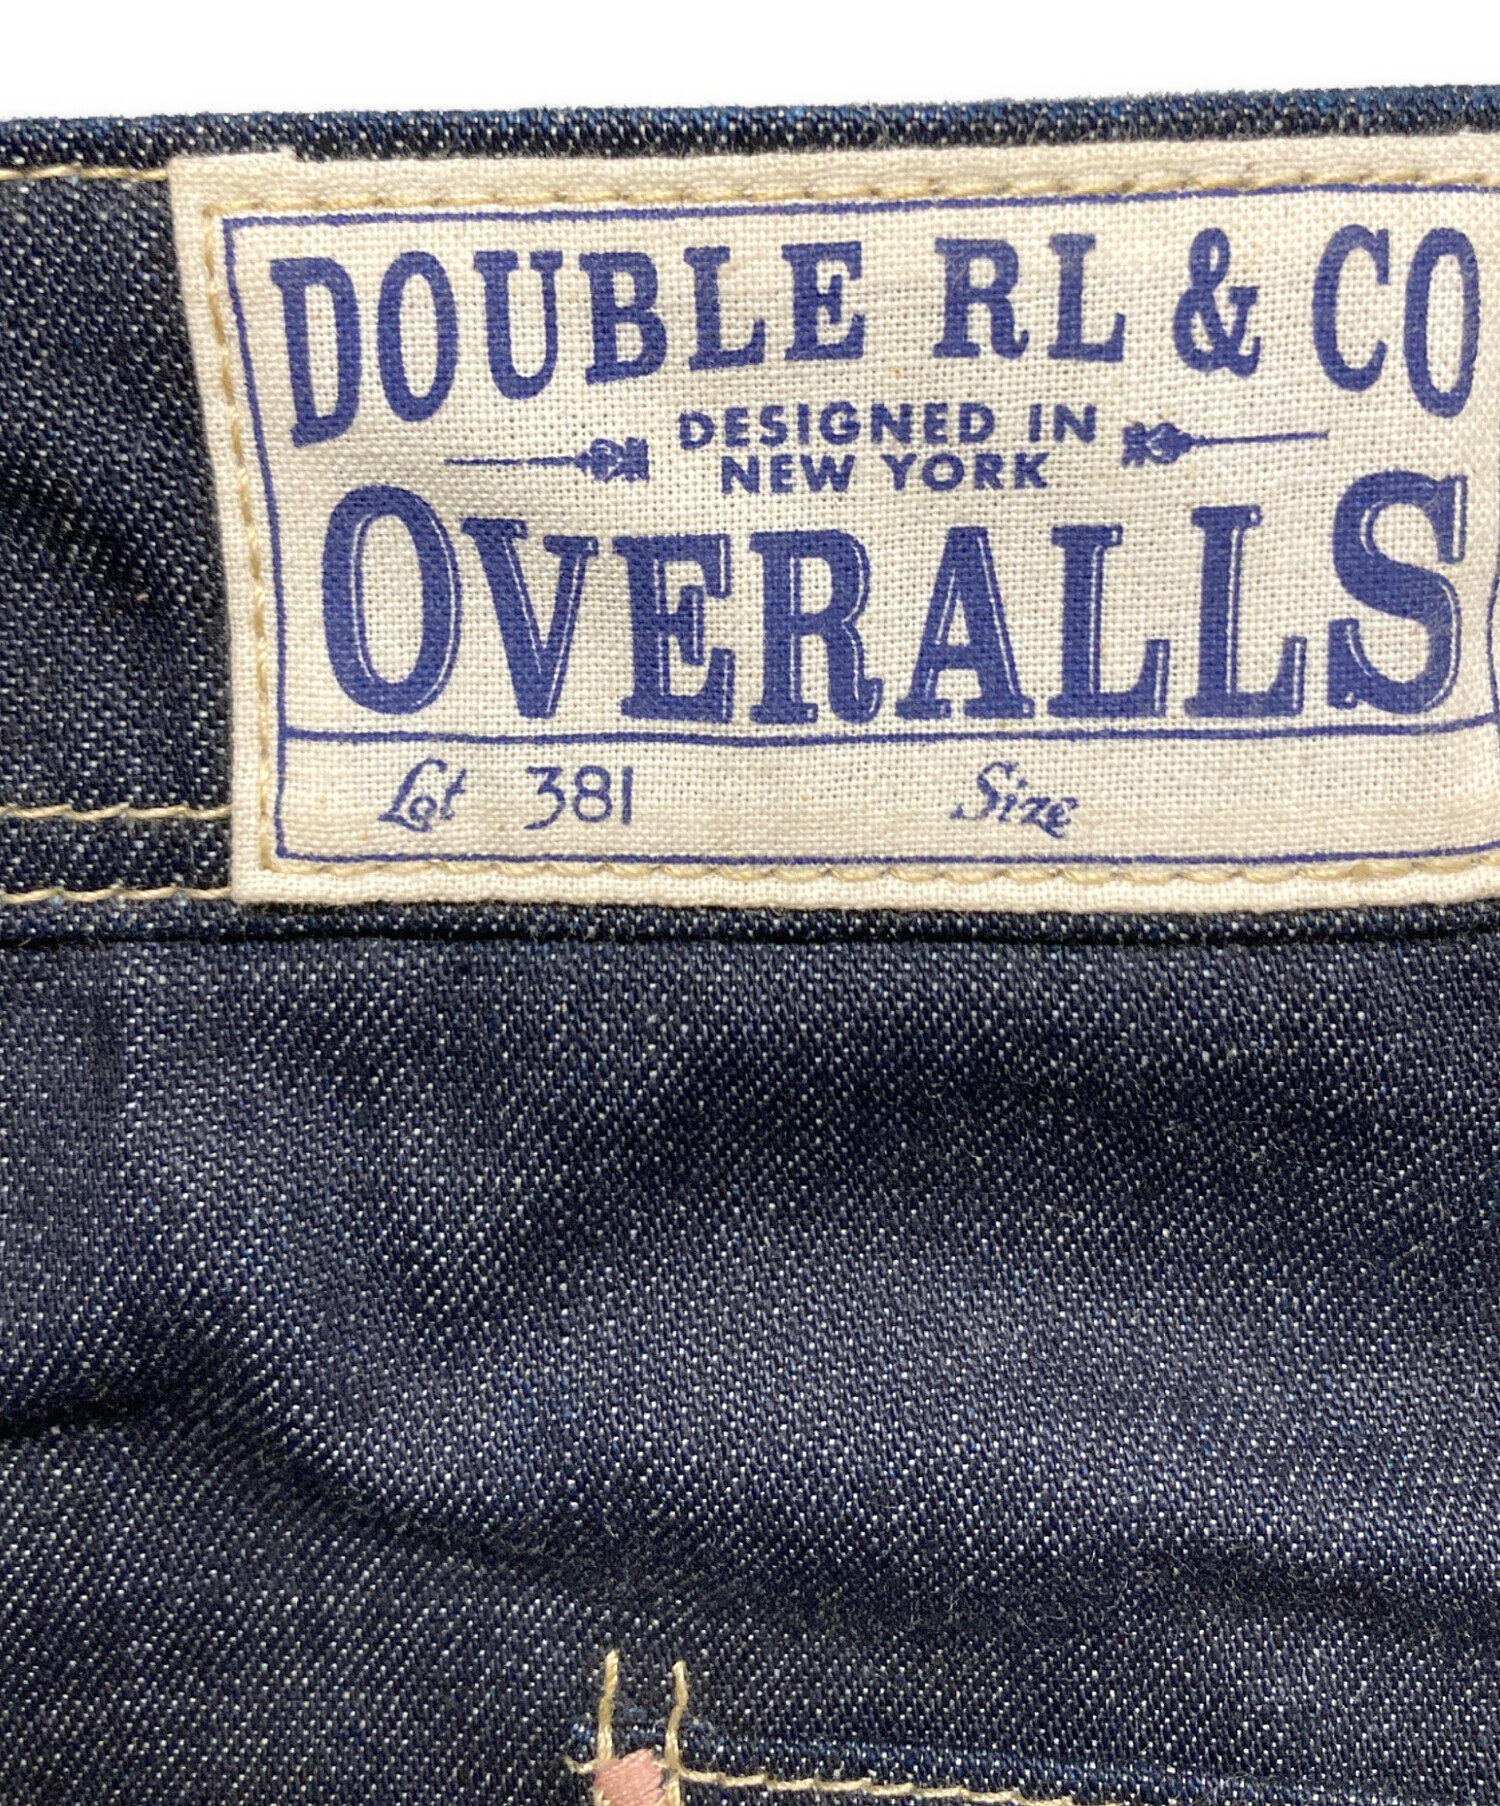 DOUBLE RL & CO
DESIGNED IN
NEW YORK
OVERALLS
Lot 381 Size